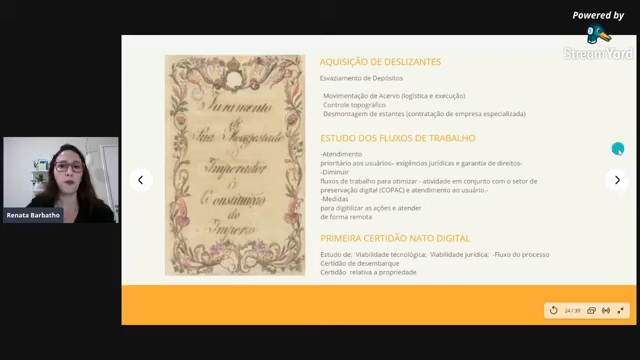 Powered by
StreamYard
AQUISIÇÃO DE DESLIZANTES
Esvaziamento de Depósitos
Movimentação de Acervo (logística e execução)
Controle topográfico
Desmontagem de estantes (contratação de empresa especializada)
ESTUDO DOS FLUXOS DE TRABALHO
-Atendimento
prioritário aos usuários– exigências jurídicas e garantia de direitos-
-Diminuir
fluxos de trabalho para otimizar - atividade em conjunto com o setor de
preservação digital (COPAC) e atendimento ao usuário.-
-Medidas
para digitilizar as ações e atender
de forma remota
PRIMEIRA CERTIDÃO NATO DIGITAL
Estudo de: Viabilidade tecnológica; Viabilidade Jurídica; -Fluxo do processo
Certidão de desembarque
Certidão relativa a propriedade
Juramento
de
Sua Magestade
o
Imperador
á
Constituição
do
Imperio
Renata Barbatho
24 / 39